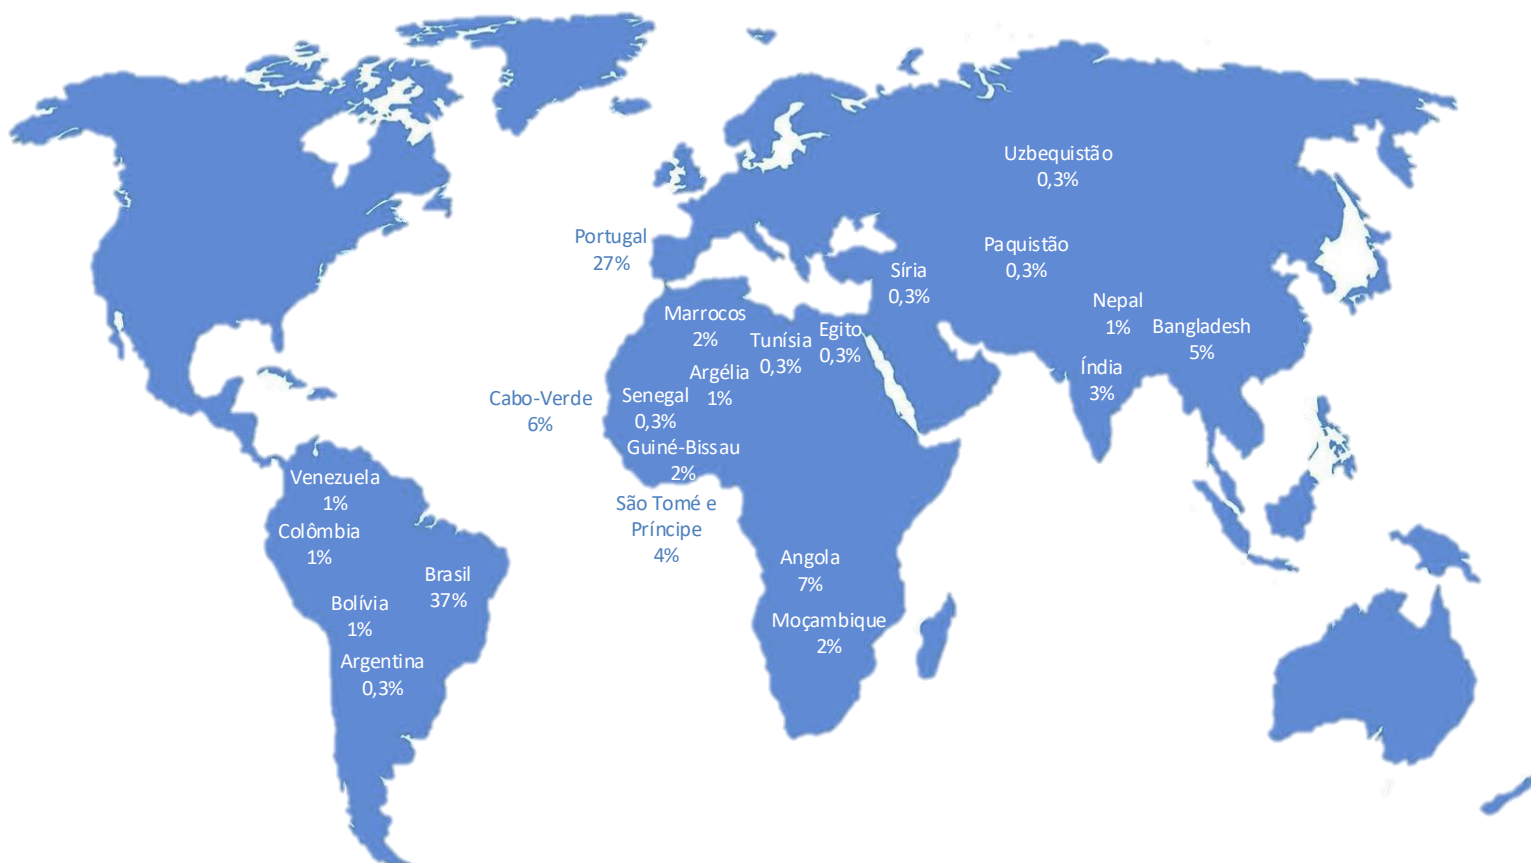 Uzbequistão
0,3%
Portugal
27%
Paquistão
0,3%
Síria
0,3%
Nepal
1%
Bangladesh
5%
Marrocos
2%
Tunísia
0,3%
Egito
0,3%
Índia
3%
Argélia
1%
Cabo-Verde
6%
Senegal
0,3%
Guiné-Bissau
2%
Venezuela
1%
São Tomé e
Príncipe
4%
Colômbia
1%
Angola
7%
Brasil
37%
Bolívia
1%
Moçambique
2%
Argentina
0,3%